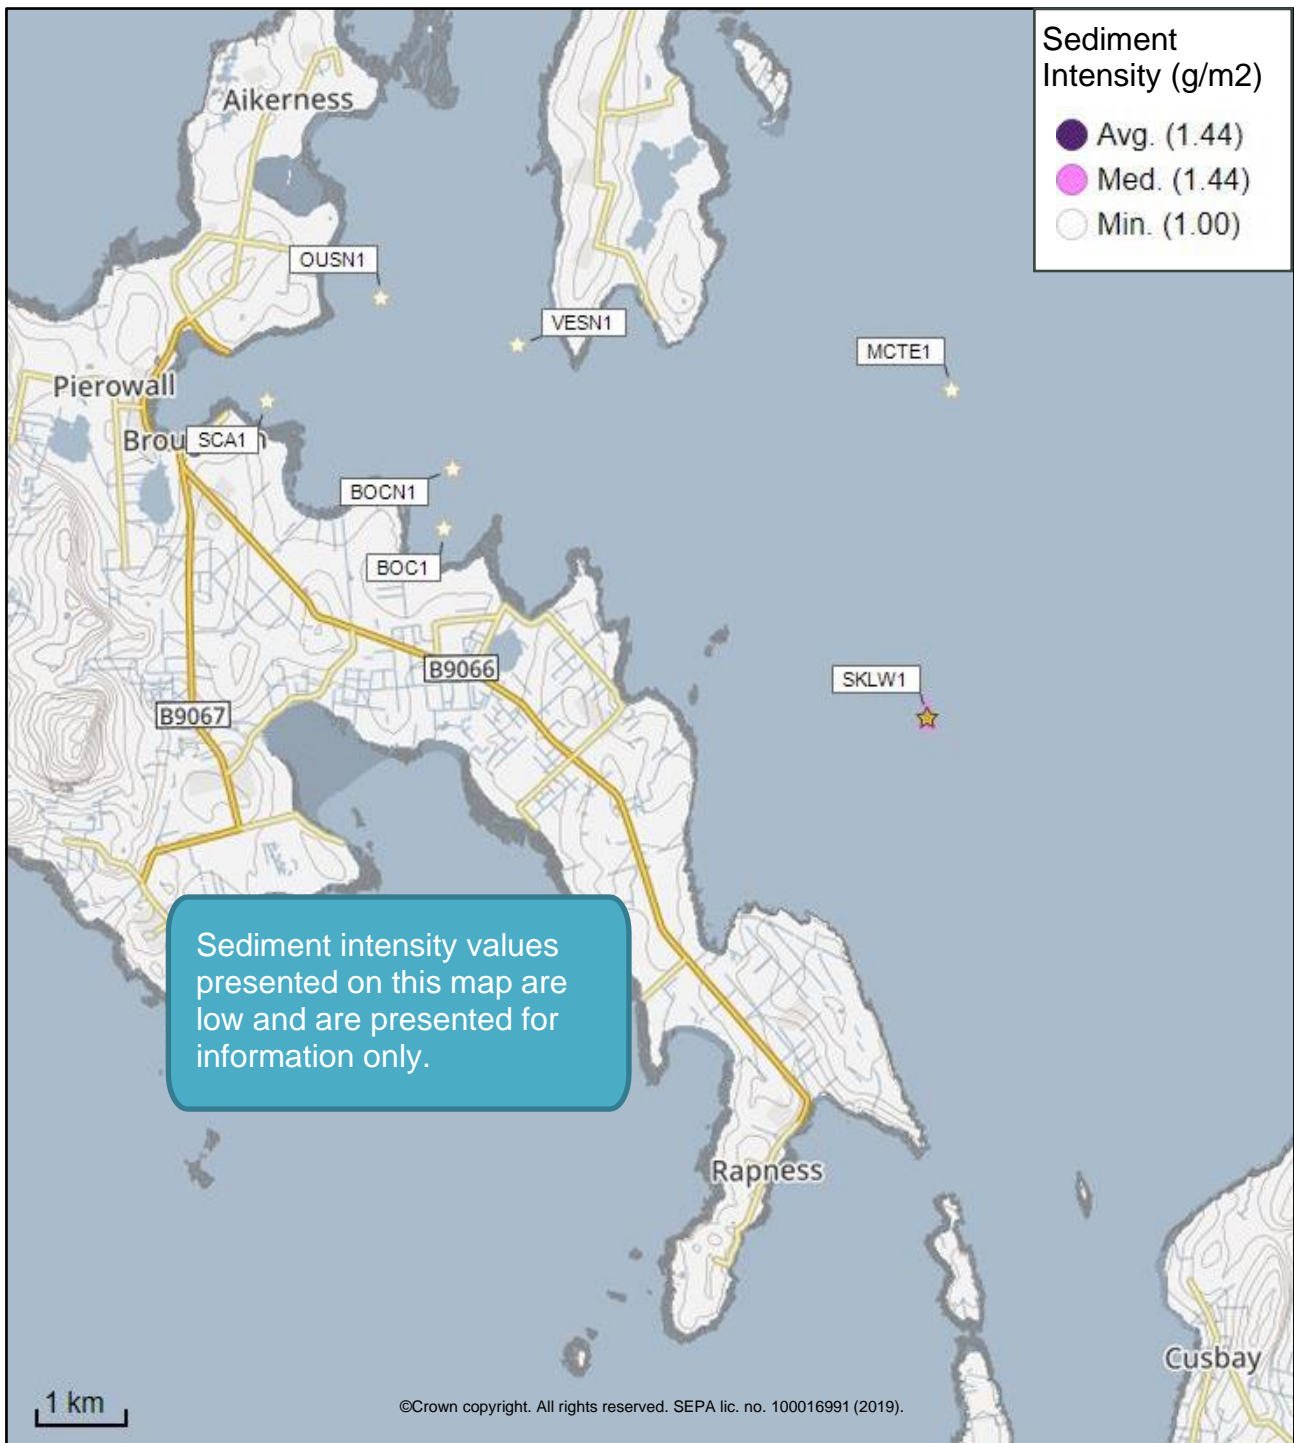 Sediment
Intensity (g/m2)
Avg. (1.44)
Med. (1.44)
Min. (1.00)
Aikerness
OUSN1
VESN1
MCTE1
Pierowall
SCA1
BOCN1
BOC1
B9066
SKLW1
B9067
Sediment intensity values
presented on this map are
low and are presented for
information only.
Rapness
Cusbay
1 km
©Crown copyright. All rights reserved. SEPA lic. no. 100016991 (2019).